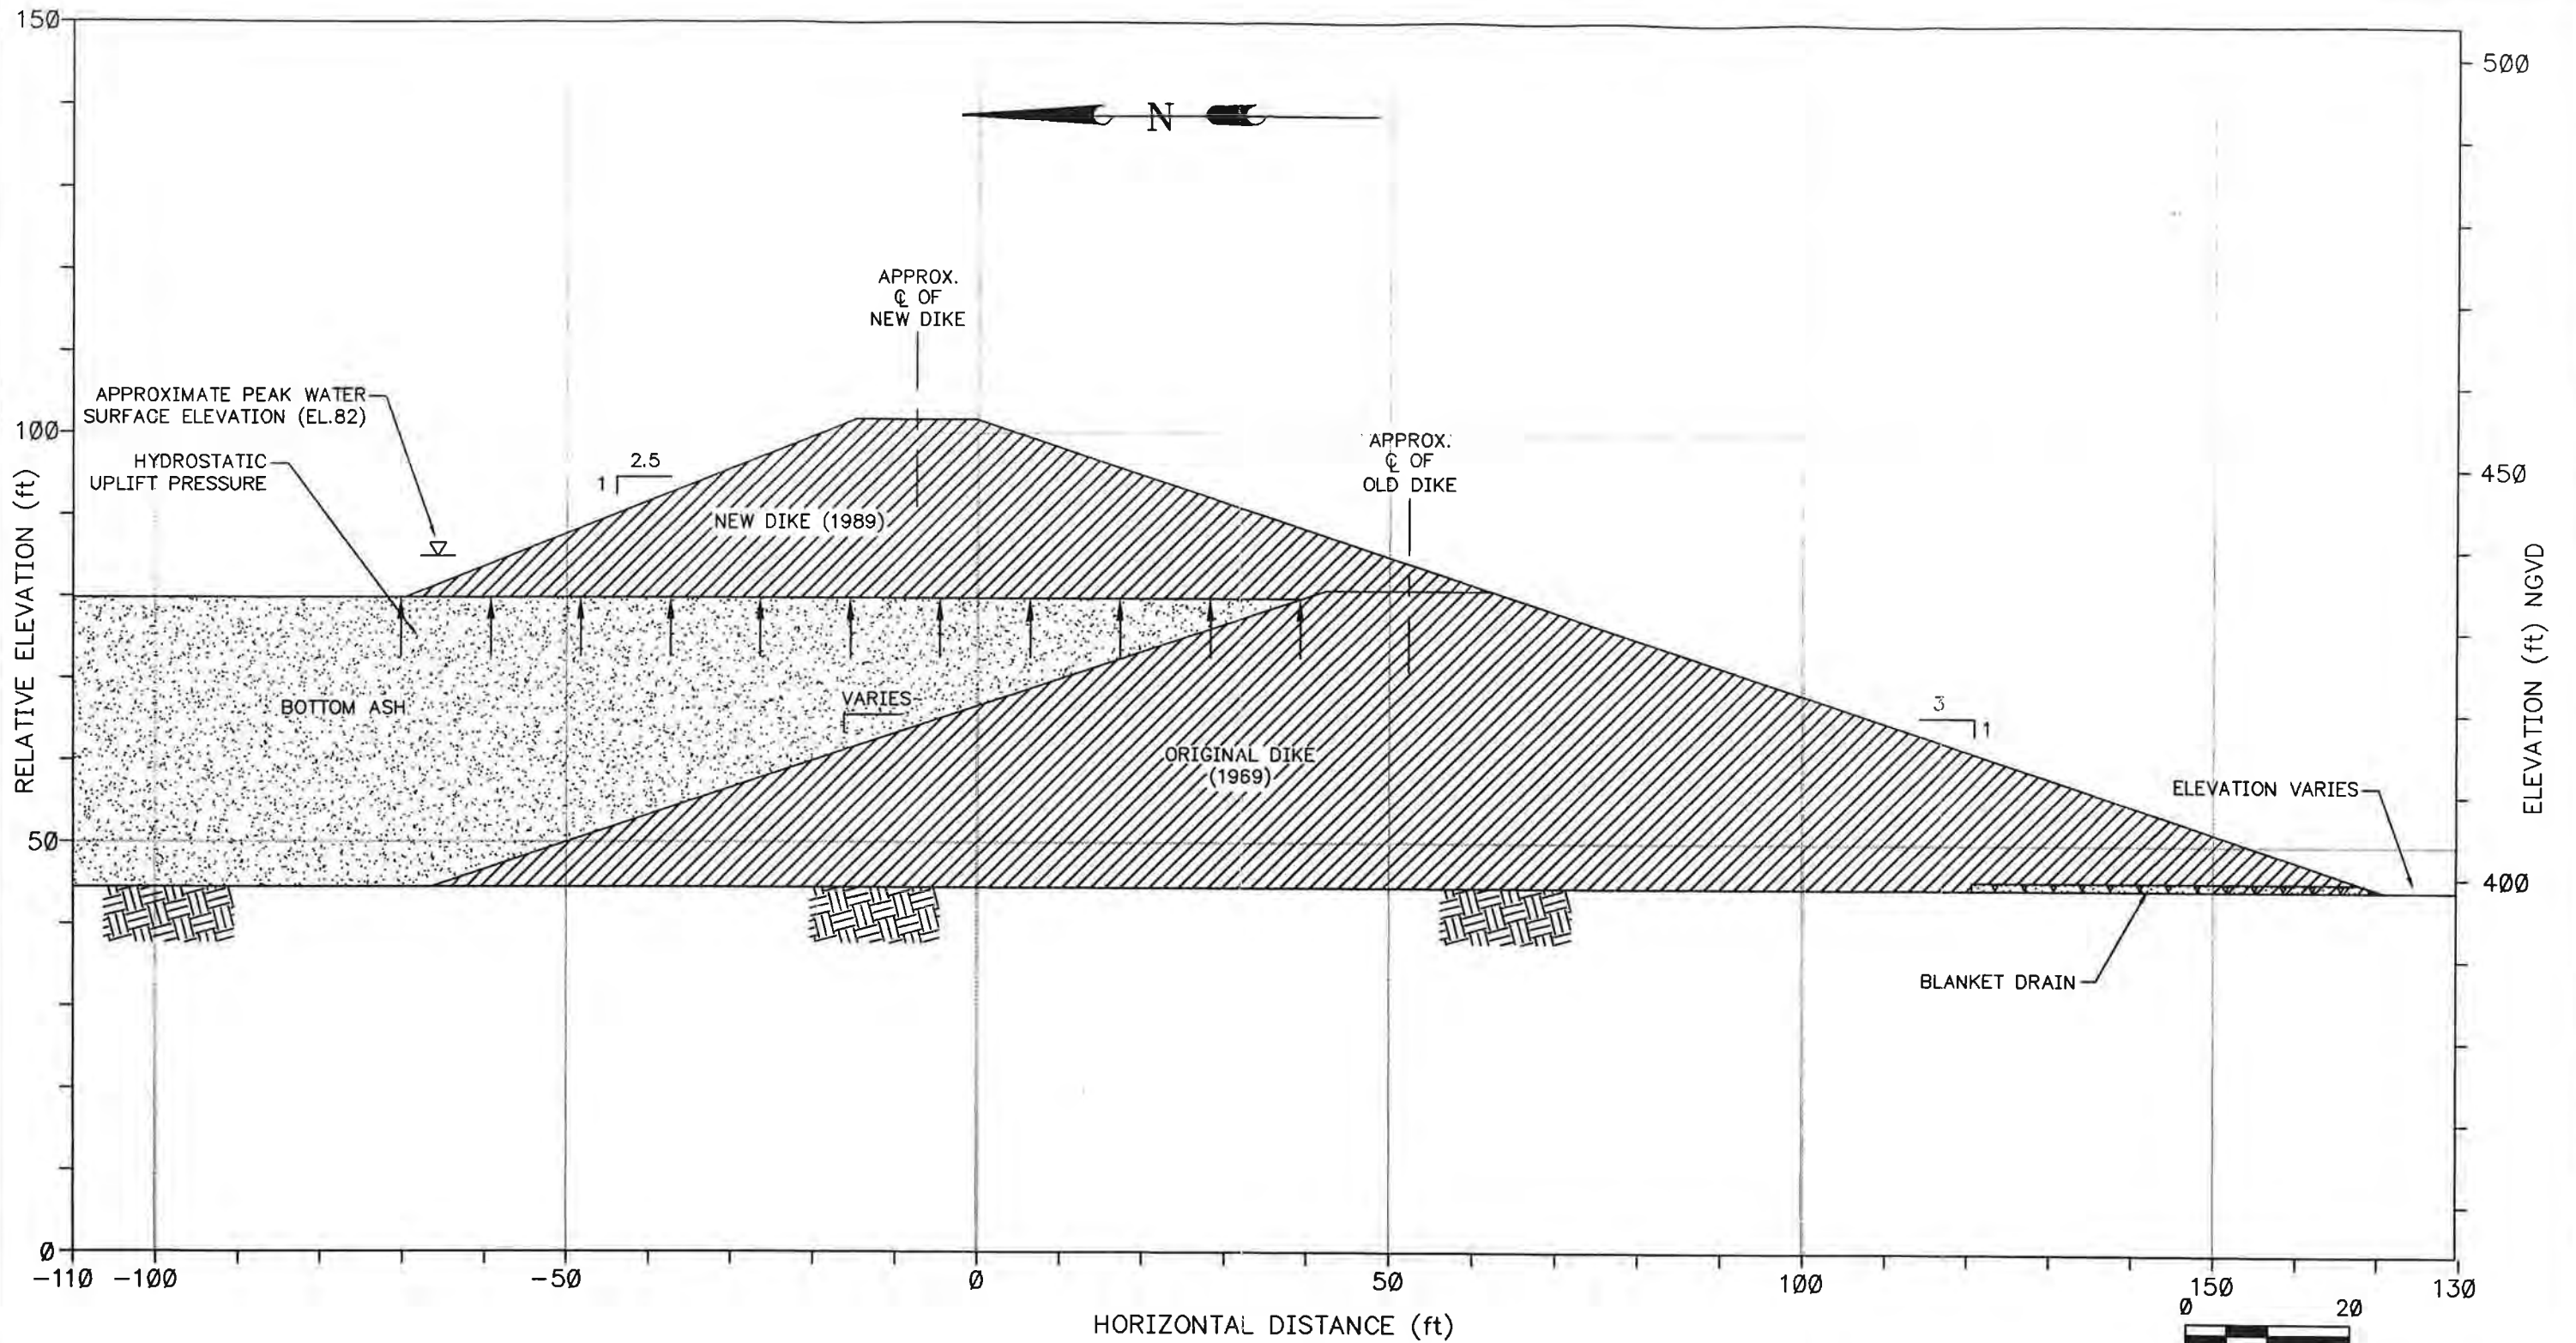 150
500
N
APPROX.
℄ OF
NEW DIKE
APPROXIMATE PEAK WATER
SURFACE ELEVATION (EL.82)
100
APPROX.
℄ OF
OLD DIKE
HYDROSTATIC
UPLIFT PRESSURE
2.5
1
450
NEW DIKE (1989)
RELATIVE ELEVATION (ft)
ELEVATION (ft) NGVD
BOTTOM ASH
VARIES
3
1
ORIGINAL DIKE
(1969)
ELEVATION VARIES
50
400
BLANKET DRAIN
0
-110
-100
-50
0
50
100
150
130
HORIZONTAL DISTANCE (ft)
0
20